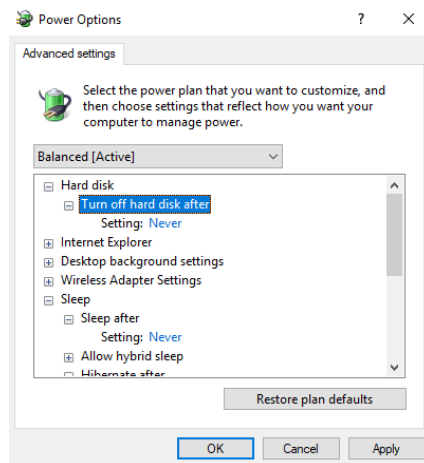 Power Options
Advanced settings
Select the power plan that you want to customize, and
then choose settings that reflect how you want your
computer to manage power.
Balanced [Active]
Hard disk
Turn off hard disk after
Setting: Never
Internet Explorer
Desktop background settings
Wireless Adapter Settings
Sleep
Sleep after
Setting: Never
Allow hybrid sleep
Hibernate after
Restore plan defaults
OK Cancel Apply